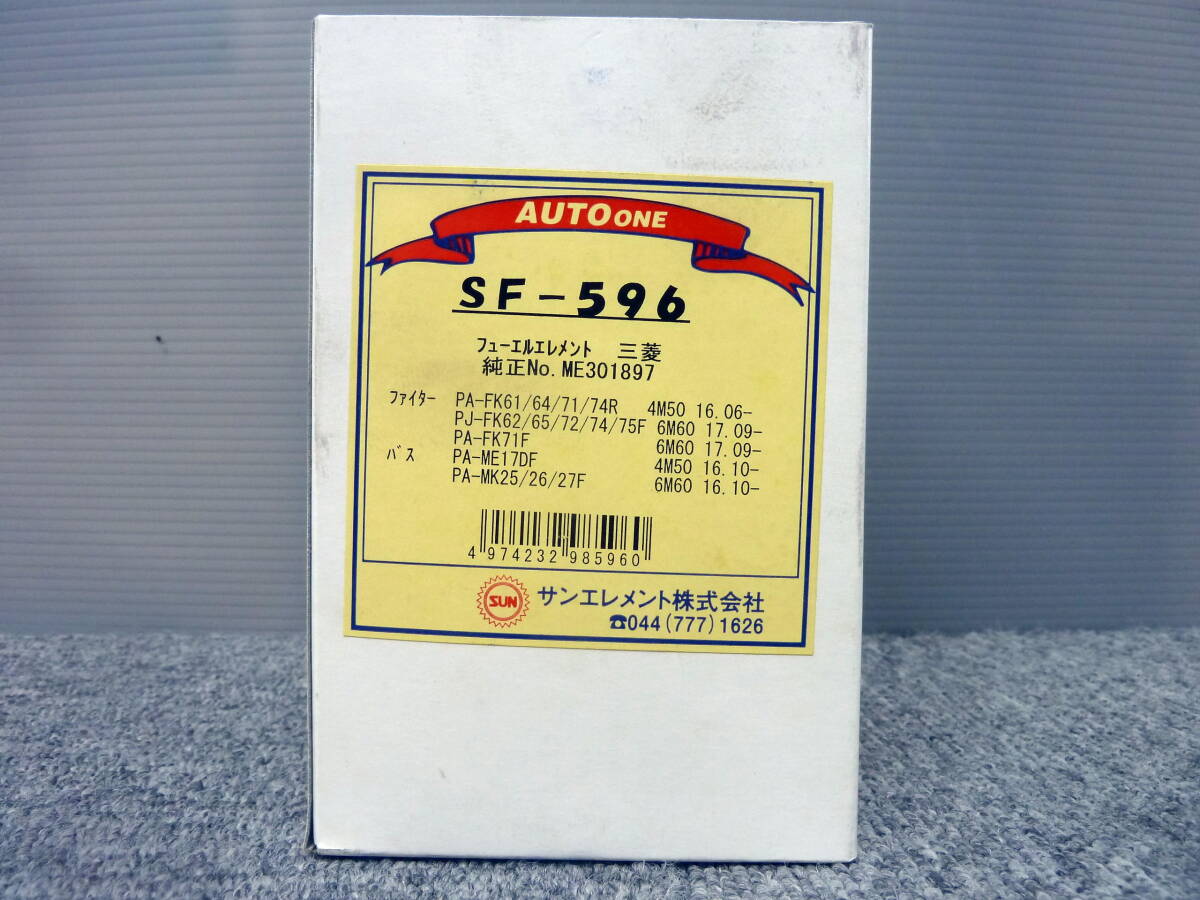 AUTO ONE
SF-596
ﾌｭｰｴﾙｴﾚﾒﾝﾄ 三菱
純正No. ME301897
ﾌｧｲﾀｰ PA-FK61/64/71/74R 4M50 16.06-
PJ-FK62/65/72/74/75F 6M60 17.09-
PA-FK71F 6M60 17.09-
ﾊﾞｽ PA-ME17DF 4M50 16.10-
PA-MK25/26/27F 6M60 16.10-
4 974232 985960
SUN サンエレメント株式会社
☎044(777)1626